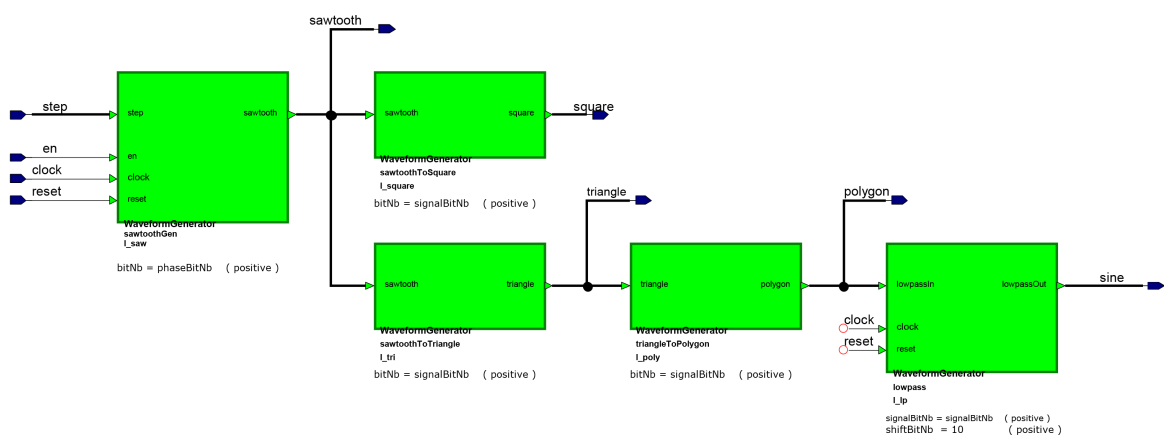 sawtooth
step
step
sawtooth
sawtooth
square
square
en
en
clock
clock
reset
reset
WaveformGenerator
sawtoothGen
I_saw
bitNb = phaseBitNb ( positive )
WaveformGenerator
sawtoothToSquare
I_square
bitNb = signalBitNb ( positive )
triangle
polygon
sawtooth
triangle
triangle
polygon
lowpassIn
lowpassOut
sine
clock
clock
reset
reset
WaveformGenerator
sawtoothToTriangle
I_tri
bitNb = signalBitNb ( positive )
WaveformGenerator
triangleToPolygon
I_poly
bitNb = signalBitNb ( positive )
WaveformGenerator
lowpass
I_lp
signalBitNb = signalBitNb ( positive )
shiftBitNb = 10 ( positive )